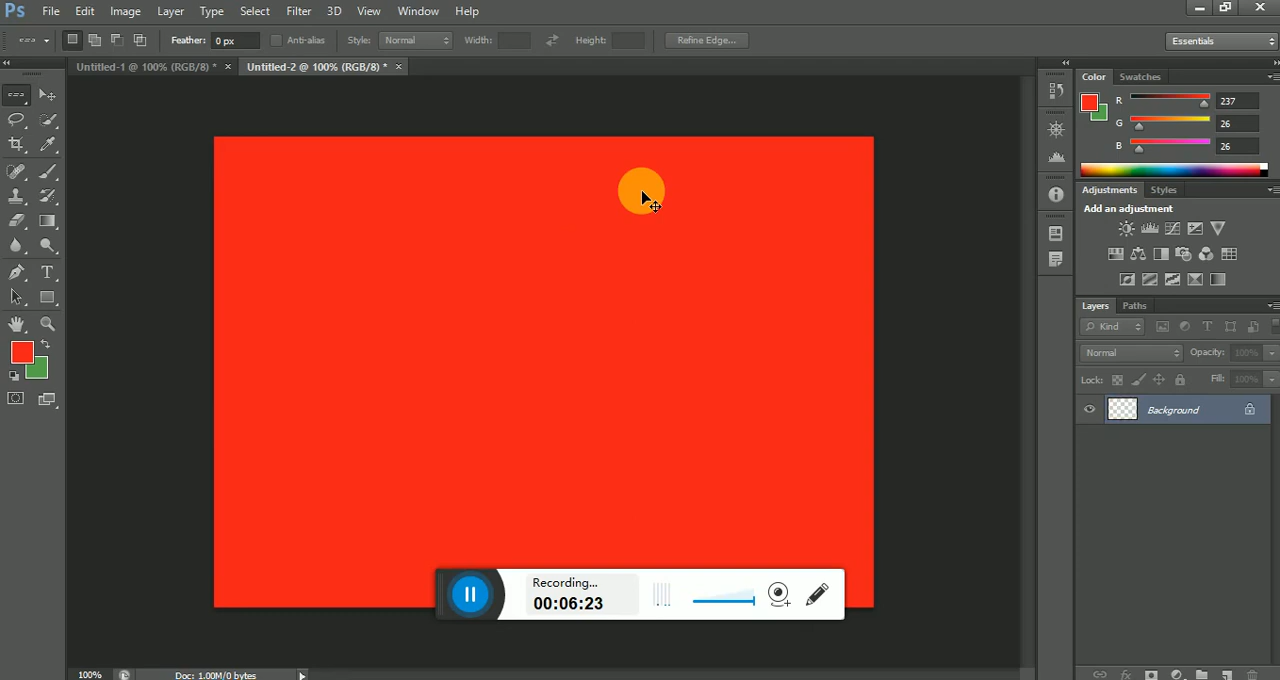 Ps File Edit Image Layer Type Select Filter 3D View Window Help
Feather: 0 px Anti-alias Style: Normal Width: Height: Refine Edge... Essentials
Untitled-1 @ 100% (RGB/8) * × Untitled-2 @ 100% (RGB/8) * ×
Color Swatches
R 237
G 26
B 26
Adjustments Styles
Add an adjustment
Layers Paths
Kind
Normal Opacity: 100%
Lock: Fill: 100%
Background
Recording...
00:06:23
100% Doc: 1.00M/0 bytes